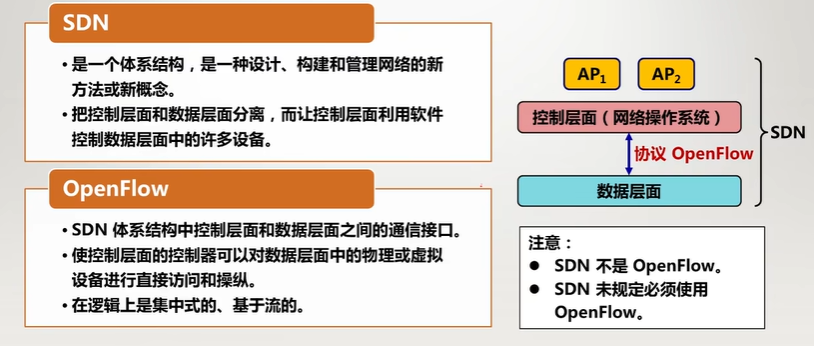 SDN
• 是一个体系结构，是一种设计、构建和管理网络的新
方法或新概念。
• 把控制层面和数据层面分离，而让控制层面利用软件
控制数据层面中的许多设备。
OpenFlow
• SDN 体系结构中控制层面和数据层面之间的通信接口。
• 使控制层面的控制器可以对数据层面中的物理或虚拟
设备进行直接访问和操纵。
• 在逻辑上是集中式的、基于流的。
AP1
AP2
控制层面（网络操作系统）
协议 OpenFlow
数据层面
SDN
注意：
● SDN 不是 OpenFlow。
● SDN 未规定必须使用
OpenFlow。